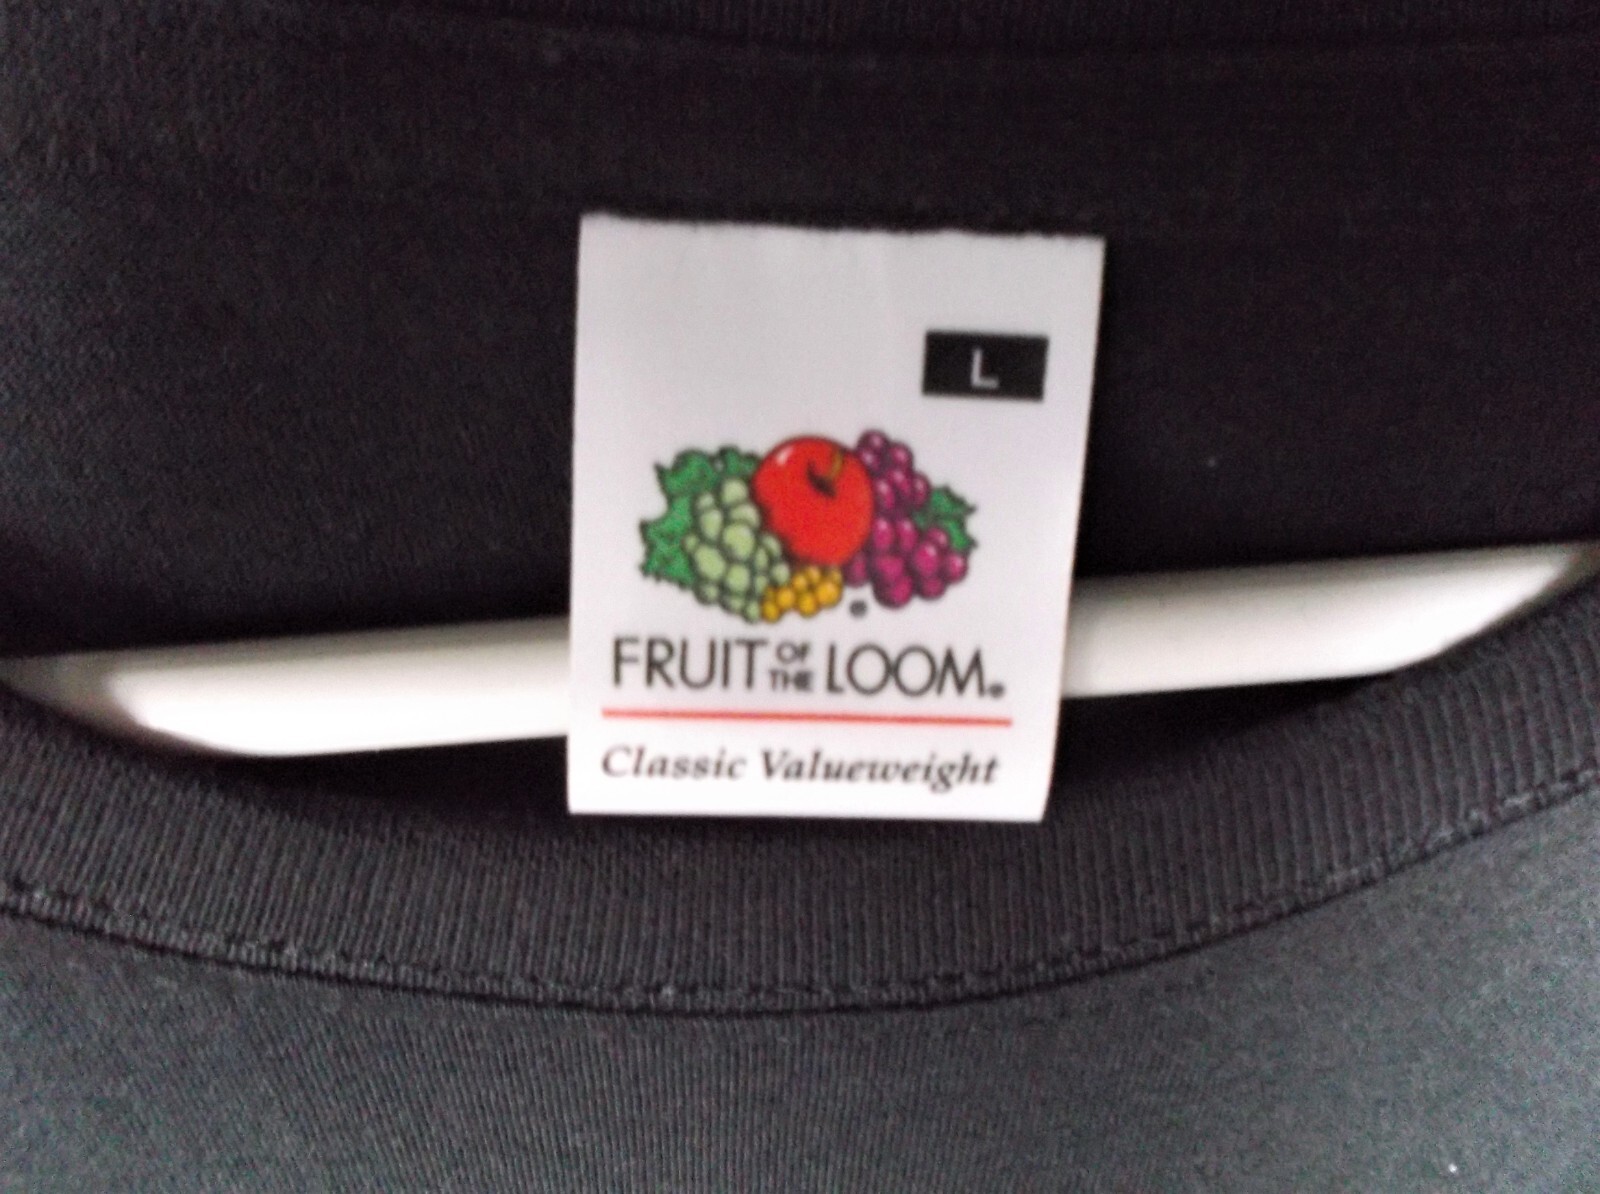 L
FRUIT OF THE LOOM®
Classic Valueweight